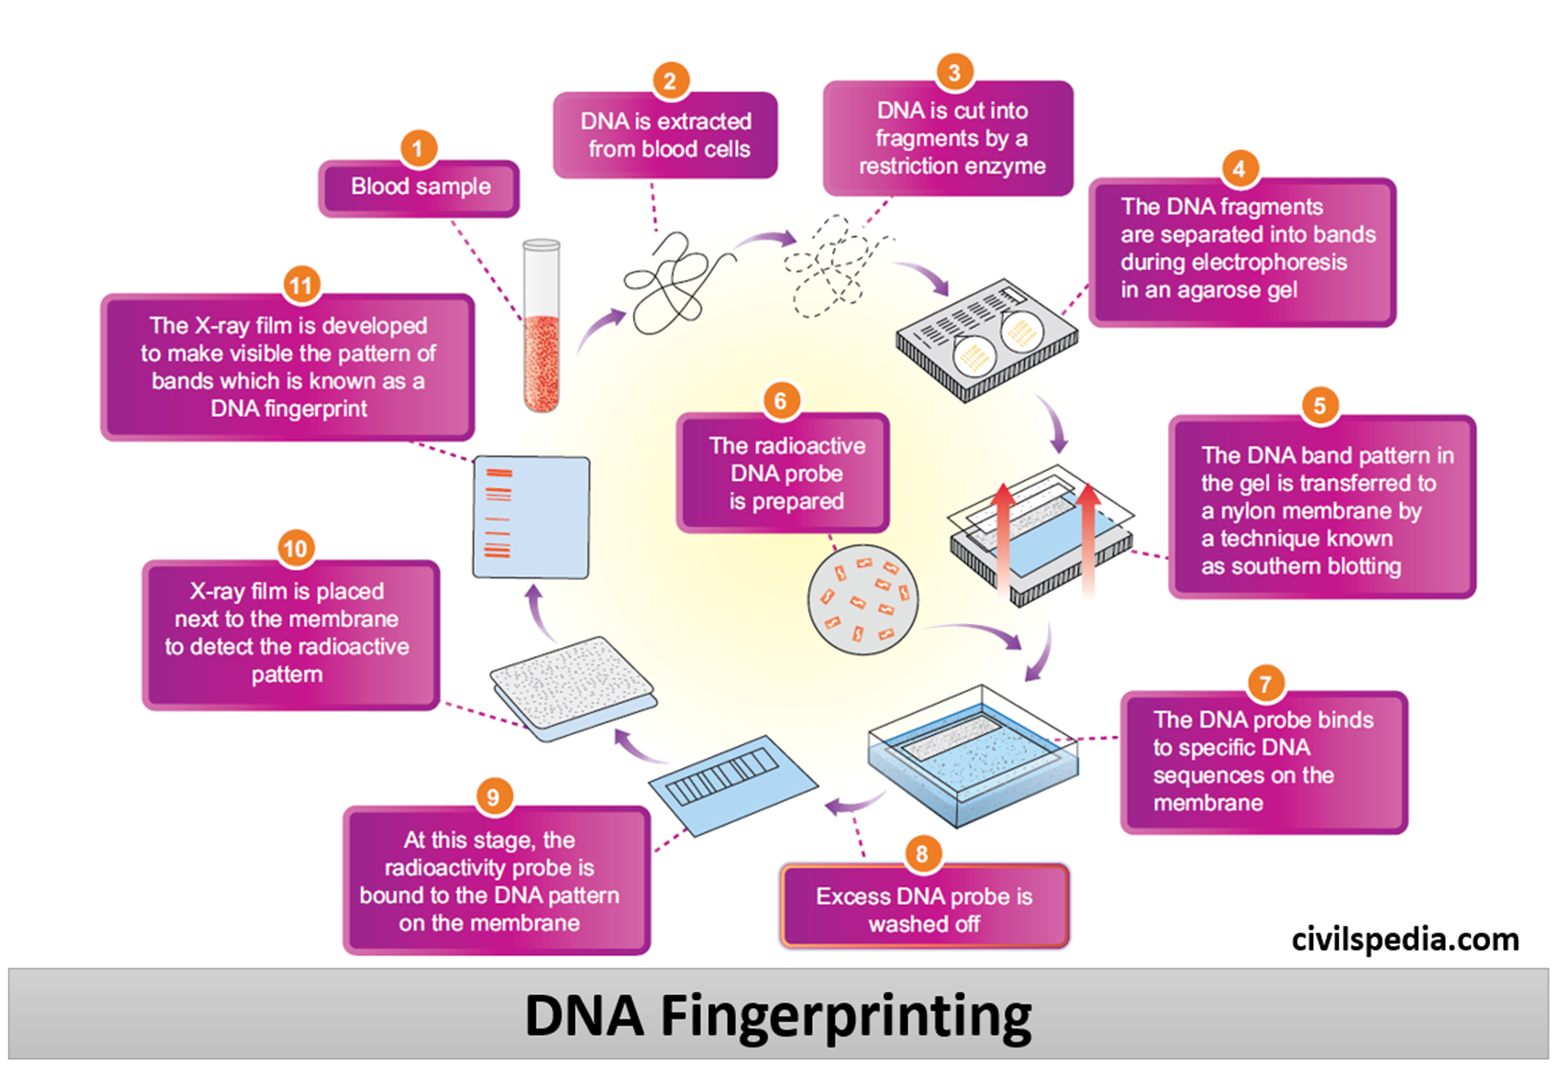 1
Blood sample
2
DNA is extracted
from blood cells
3
DNA is cut into
fragments by a
restriction enzyme
4
The DNA fragments
are separated into bands
during electrophoresis
in an agarose gel
5
The DNA band pattern in
the gel is transferred to
a nylon membrane by
a technique known
as southern blotting
6
The radioactive
DNA probe
is prepared
7
The DNA probe binds
to specific DNA
sequences on the
membrane
8
Excess DNA probe is
washed off
9
At this stage, the
radioactivity probe is
bound to the DNA pattern
on the membrane
10
X-ray film is placed
next to the membrane
to detect the radioactive
pattern
11
The X-ray film is developed
to make visible the pattern of
bands which is known as a
DNA fingerprint
civilspedia.com
DNA Fingerprinting